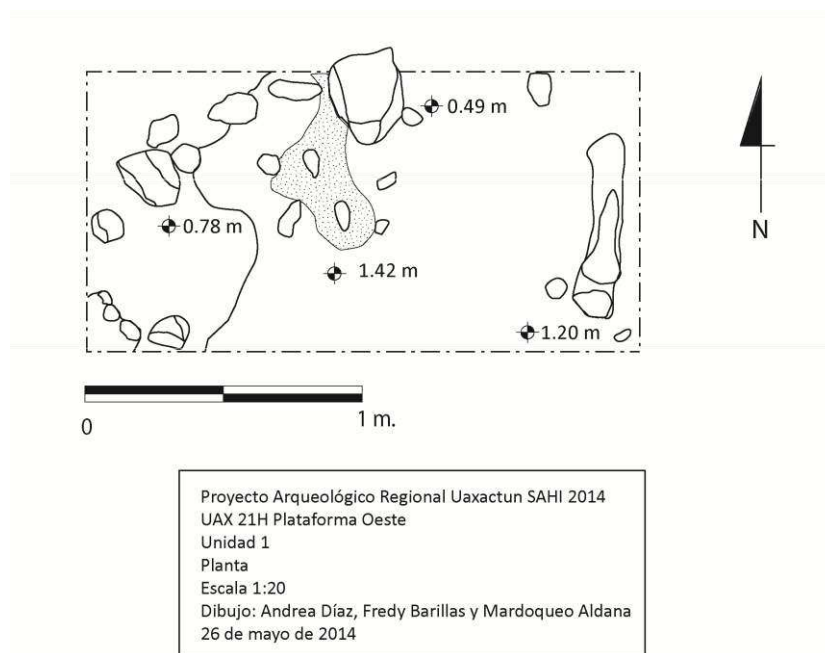 0.49 m
0.78 m
1.42 m
1.20 m
N
0
1 m.
Proyecto Arqueológico Regional Uaxactun SAHI 2014
UAX 21H Plataforma Oeste
Unidad 1
Planta
Escala 1:20
Dibujo: Andrea Díaz, Fredy Barillas y Mardoqueo Aldana
26 de mayo de 2014